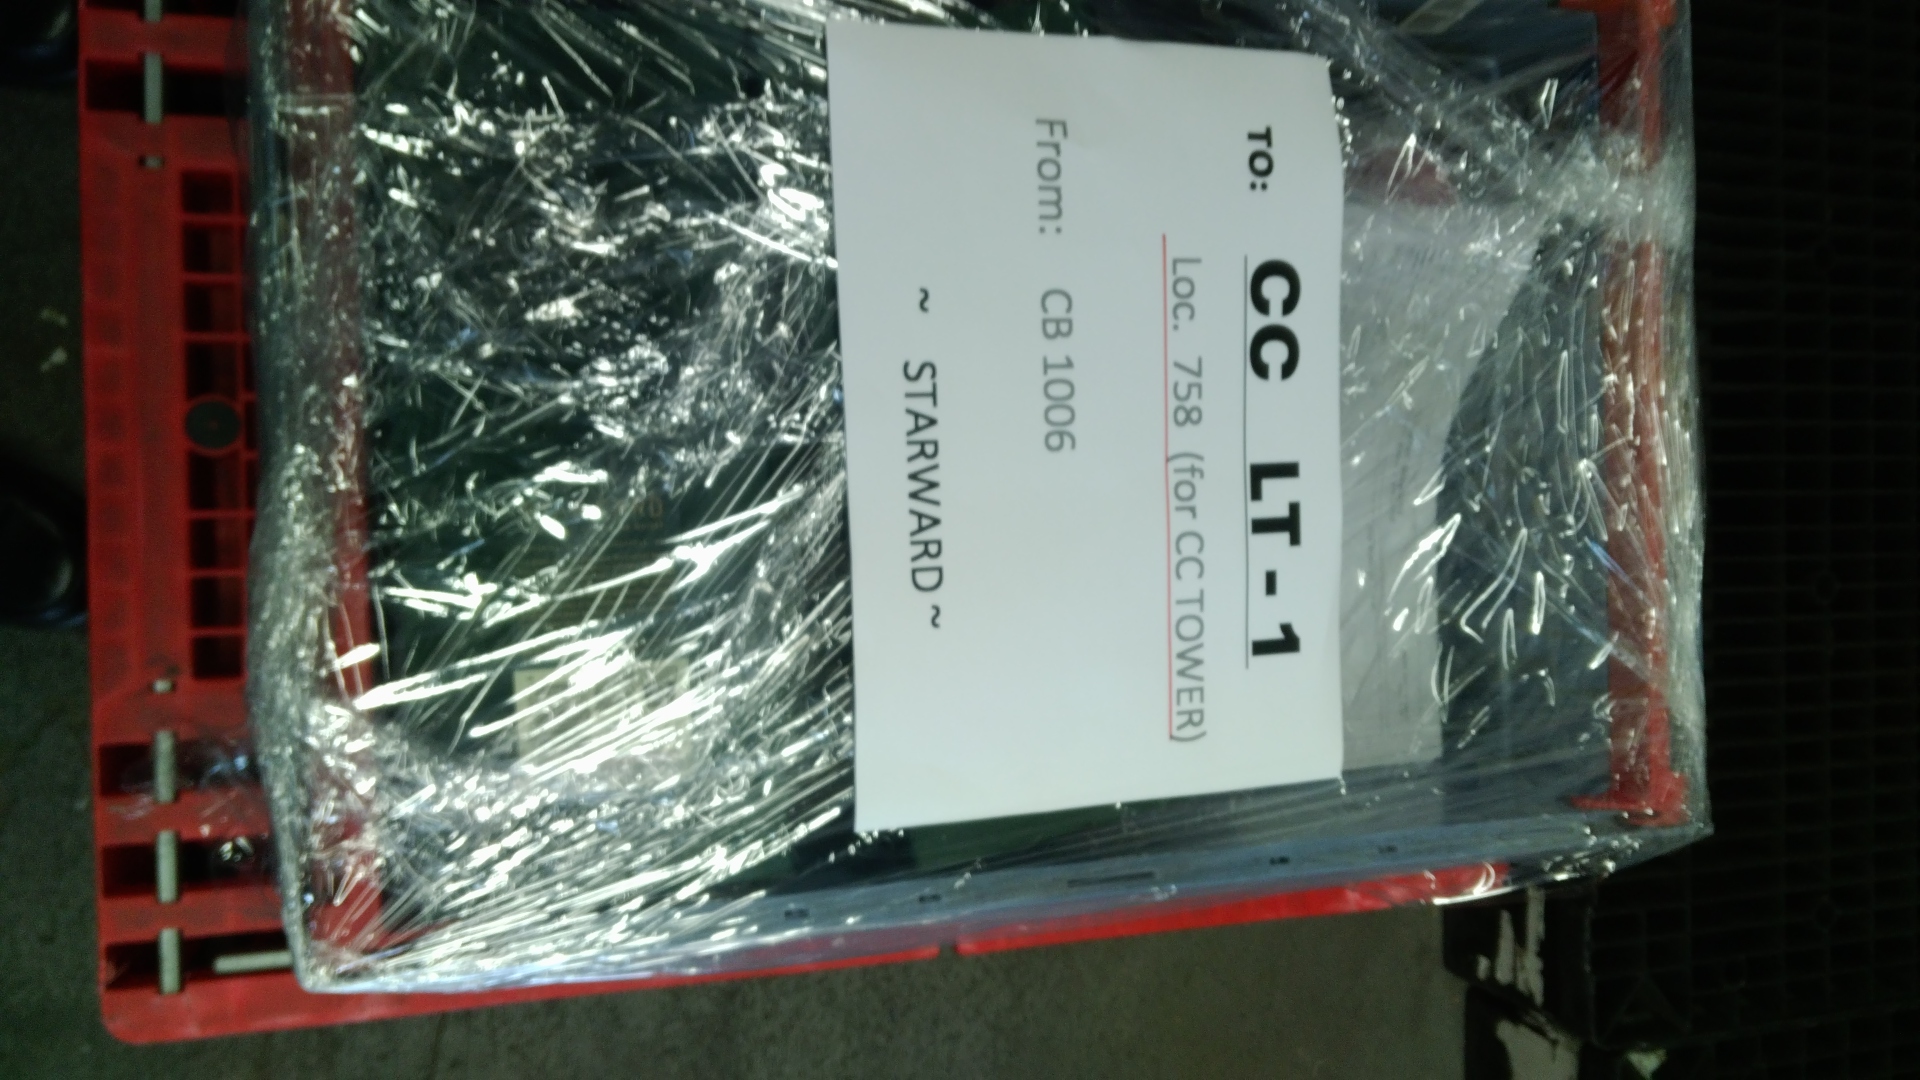 TO: CC LT - 1
Loc. 758 (for CC TOWER)
From: CB 1006
~ STARWARD ~